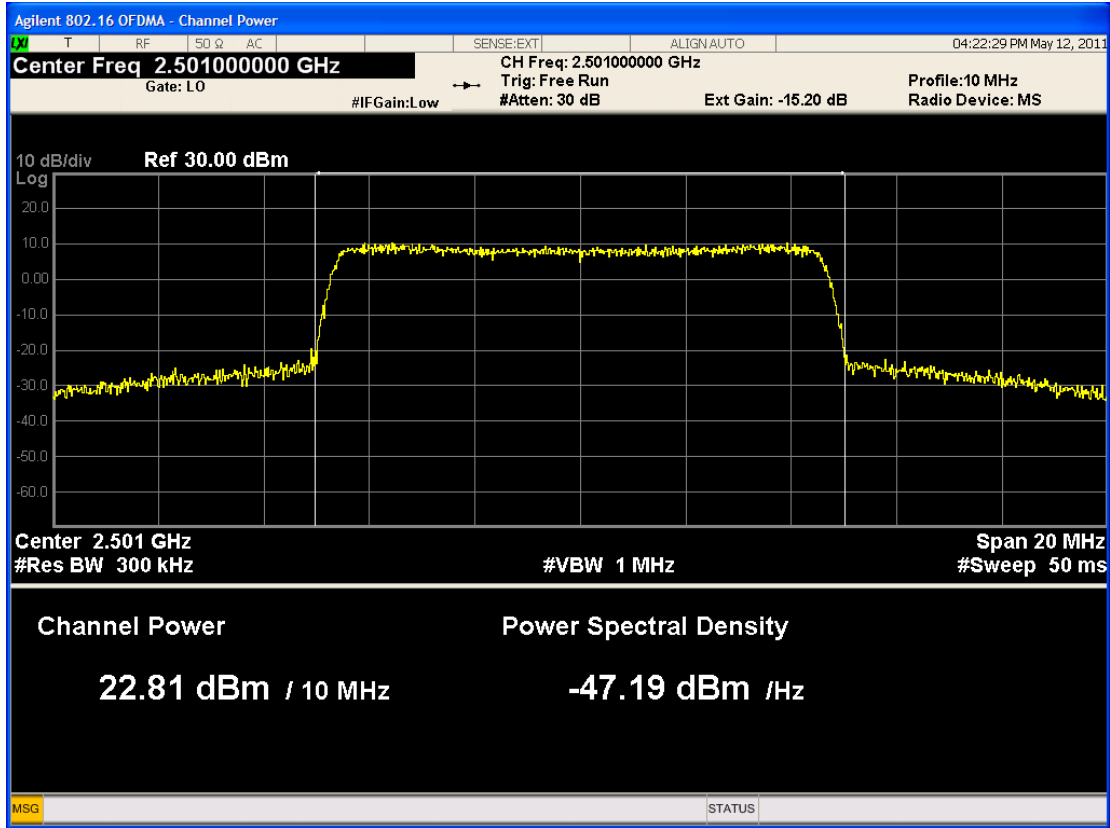 Agilent 802.16 OFDMA - Channel Power
LXI T RF 50 Ω AC SENSE:EXT ALIGN AUTO 04:22:29 PM May 12, 2011
Center Freq 2.501000000 GHz CH Freq: 2.501000000 GHz
Gate: LO Trig: Free Run Profile:10 MHz
#IFGain:Low #Atten: 30 dB Ext Gain: -15.20 dB Radio Device: MS
10 dB/div Ref 30.00 dBm
Log
20.0
10.0
0.00
-10.0
-20.0
-30.0
-40.0
-50.0
-60.0
Center 2.501 GHz Span 20 MHz
#Res BW 300 kHz #VBW 1 MHz #Sweep 50 ms
Channel Power Power Spectral Density
22.81 dBm / 10 MHz -47.19 dBm /Hz
MSG STATUS